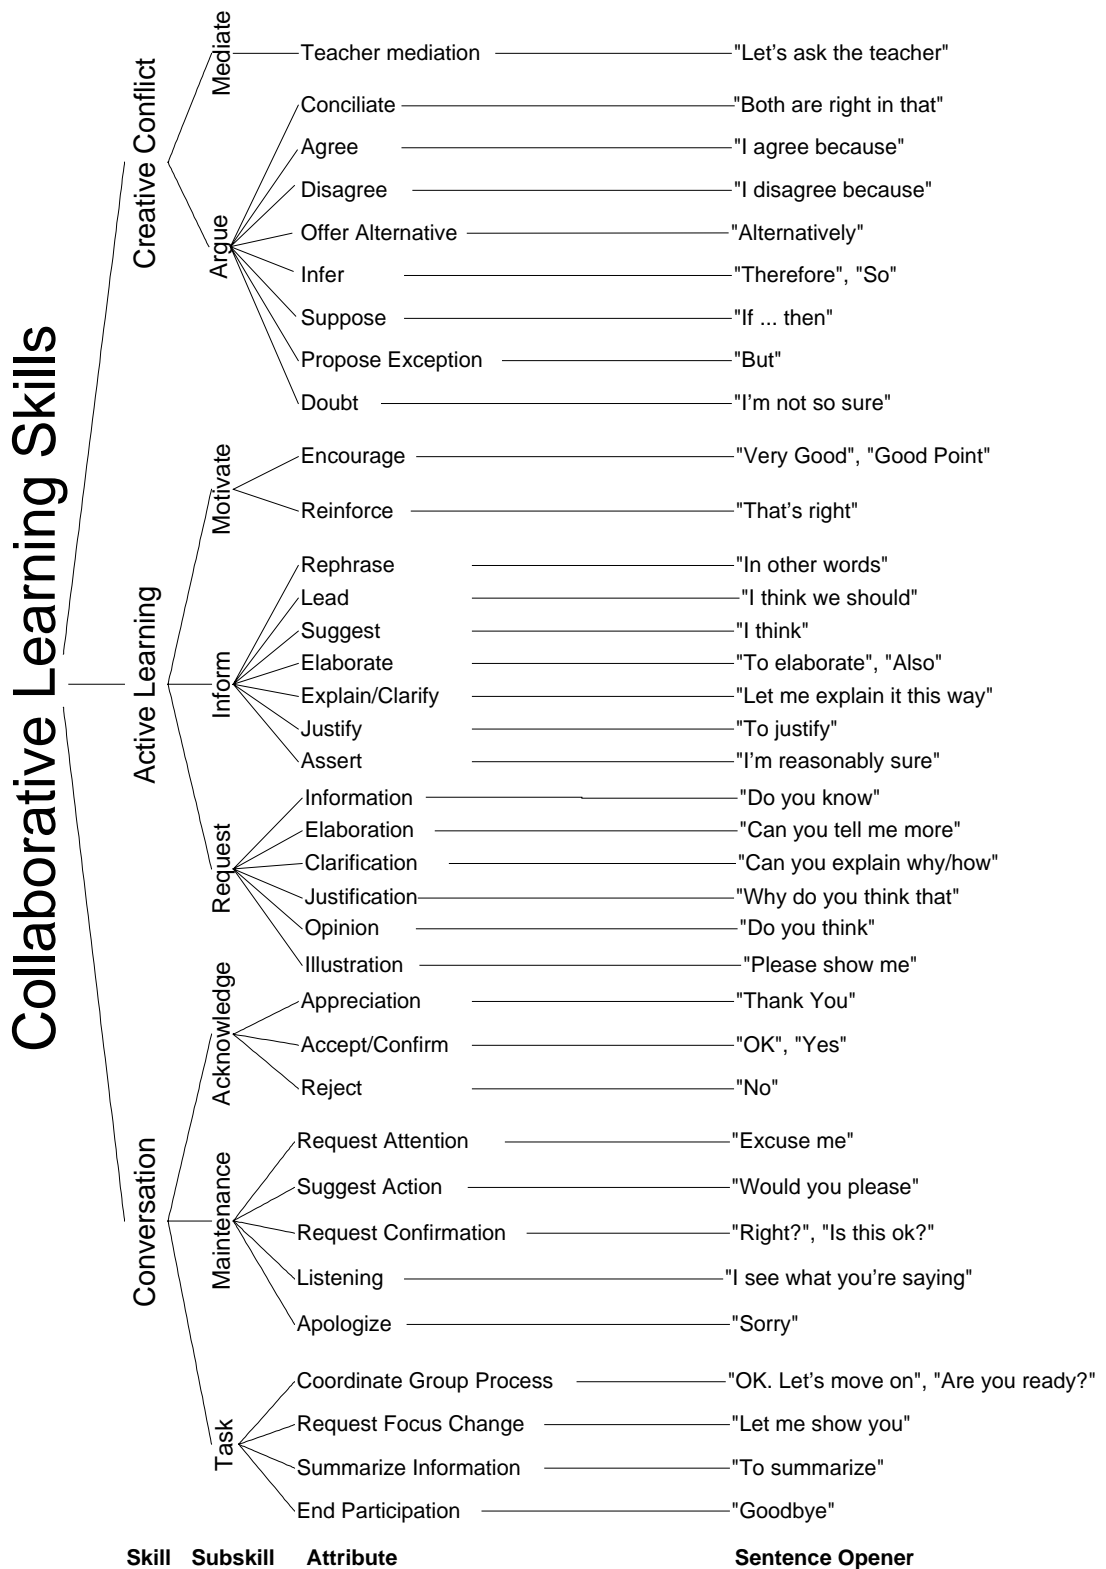 Collaborative Learning Skills
Creative Conflict
Mediate
Teacher mediation "Let's ask the teacher"
Argue
Conciliate "Both are right in that"
Agree "I agree because"
Disagree "I disagree because"
Offer Alternative "Alternatively"
Infer "Therefore", "So"
Suppose "If ... then"
Propose Exception "But"
Doubt "I'm not so sure"
Active Learning
Motivate
Encourage "Very Good", "Good Point"
Reinforce "That's right"
Inform
Rephrase "In other words"
Lead "I think we should"
Suggest "I think"
Elaborate "To elaborate", "Also"
Explain/Clarify "Let me explain it this way"
Justify "To justify"
Assert "I'm reasonably sure"
Request
Information "Do you know"
Elaboration "Can you tell me more"
Clarification "Can you explain why/how"
Justification "Why do you think that"
Opinion "Do you think"
Illustration "Please show me"
Conversation
Acknowledge
Appreciation "Thank You"
Accept/Confirm "OK", "Yes"
Reject "No"
Maintenance
Request Attention "Excuse me"
Suggest Action "Would you please"
Request Confirmation "Right?", "Is this ok?"
Listening "I see what you're saying"
Apologize "Sorry"
Task
Coordinate Group Process "OK. Let's move on", "Are you ready?"
Request Focus Change "Let me show you"
Summarize Information "To summarize"
End Participation "Goodbye"
Skill Subskill Attribute Sentence Opener